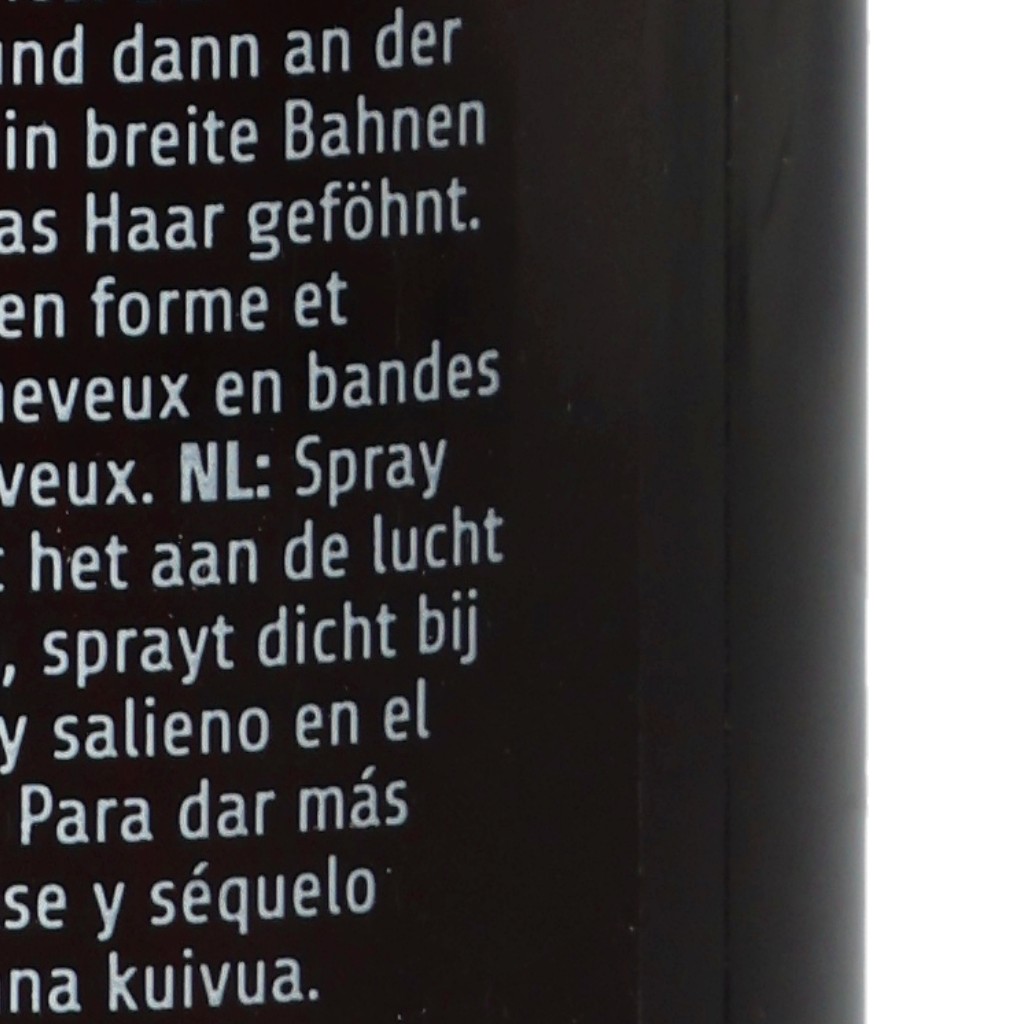 und dann an der
in breite Bahnen
as Haar geföhnt.
en forme et
heveux en bandes
veux. NL: Spray
het aan de lucht
, sprayt dicht bij
y salieno en el
Para dar más
se y séquelo
na kuivua.